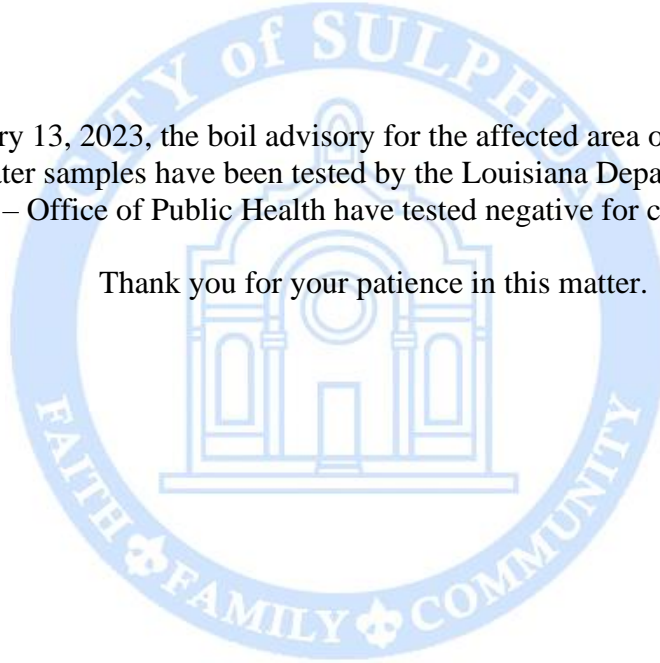 CITY of SULPHU
ry 13, 2023, the boil advisory for the affected area o
ter samples have been tested by the Louisiana Depa
– Office of Public Health have tested negative for c
Thank you for your patience in this matter.
FAITH FAMILY COMMUNITY